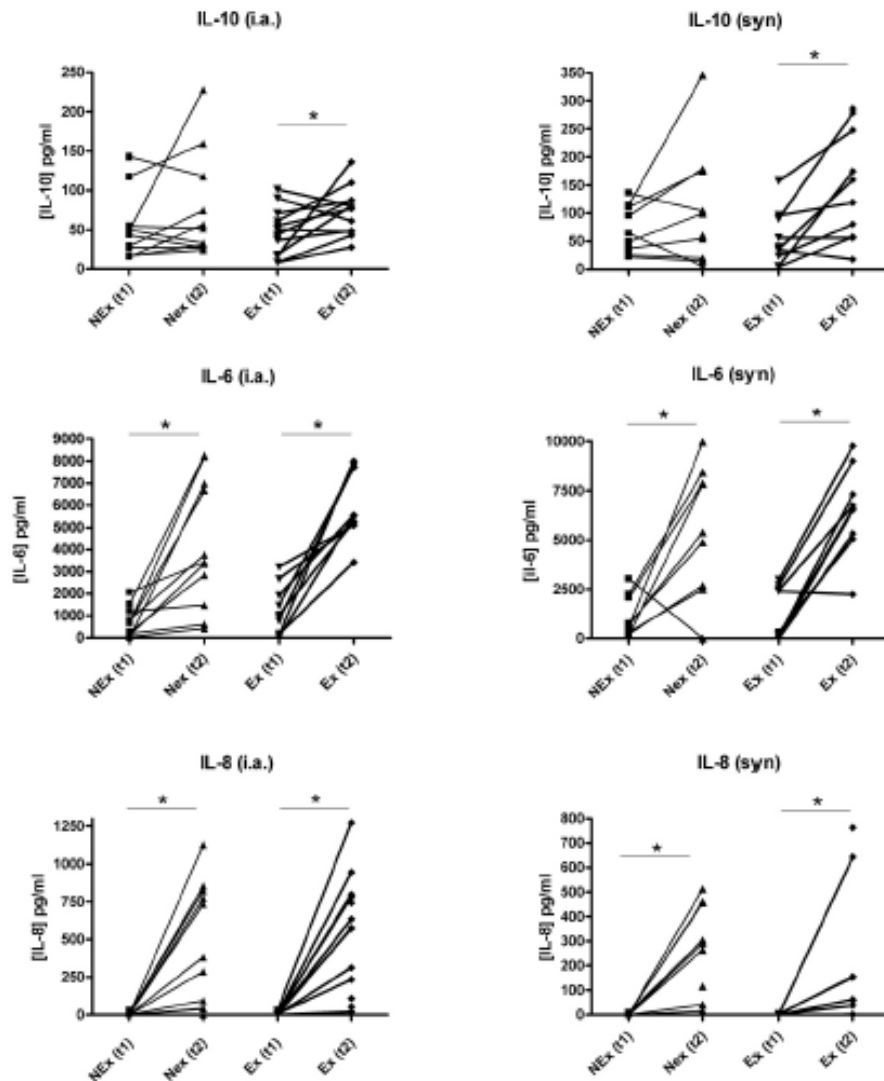 IL-10 (i.a.)
*
[IL-10] pg/ml
250
200
150
100
50
0
NEx (t1)
Nex (t2)
Ex (t1)
Ex (t2)
IL-10 (syn)
*
[IL-10] pg/ml
350
300
250
200
150
100
50
0
NEx (t1)
Nex (t2)
Ex (t1)
Ex (t2)
IL-6 (i.a.)
*
*
[IL-6] pg/ml
9000
8000
7000
6000
5000
4000
3000
2000
1000
0
NEx (t1)
Nex (t2)
Ex (t1)
Ex (t2)
IL-6 (syn)
*
*
[il-6] pg/ml
10000
7500
5000
2500
0
NEx (t1)
Nex (t2)
Ex (t1)
Ex (t2)
IL-8 (i.a.)
*
*
[IL-8] pg/ml
1250
1000
750
500
250
0
NEx (t1)
Nex (t2)
Ex (t1)
Ex (t2)
IL-8 (syn)
*
*
[IL-8] pg/ml
800
700
600
500
400
300
200
100
0
NEx (t1)
Nex (t2)
Ex (t1)
Ex (t2)